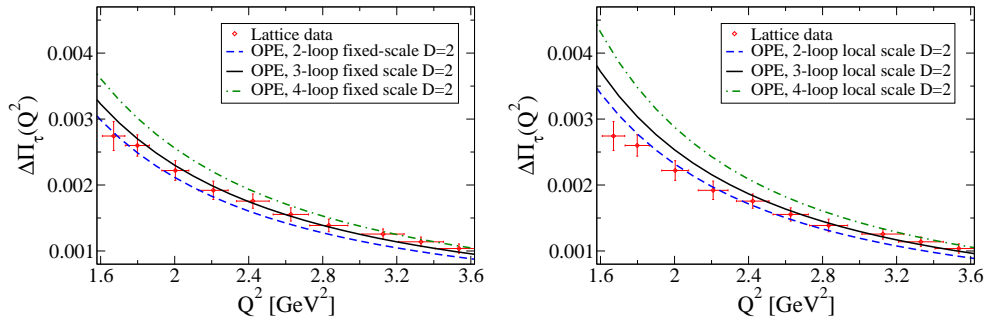 0.004
0.003
0.002
0.001
ΔΠτ(Q²)
Lattice data
OPE, 2-loop fixed-scale D=2
OPE, 3-loop fixed scale D=2
OPE, 4-loop fixed scale D=2
1.6 2 2.4 2.8 3.2 3.6
Q² [GeV²]
0.004
0.003
0.002
0.001
ΔΠτ(Q²)
Lattice data
OPE, 2-loop local scale D=2
OPE, 3-loop local scale D=2
OPE, 4-loop local scale D=2
1.6 2 2.4 2.8 3.2 3.6
Q² [GeV²]